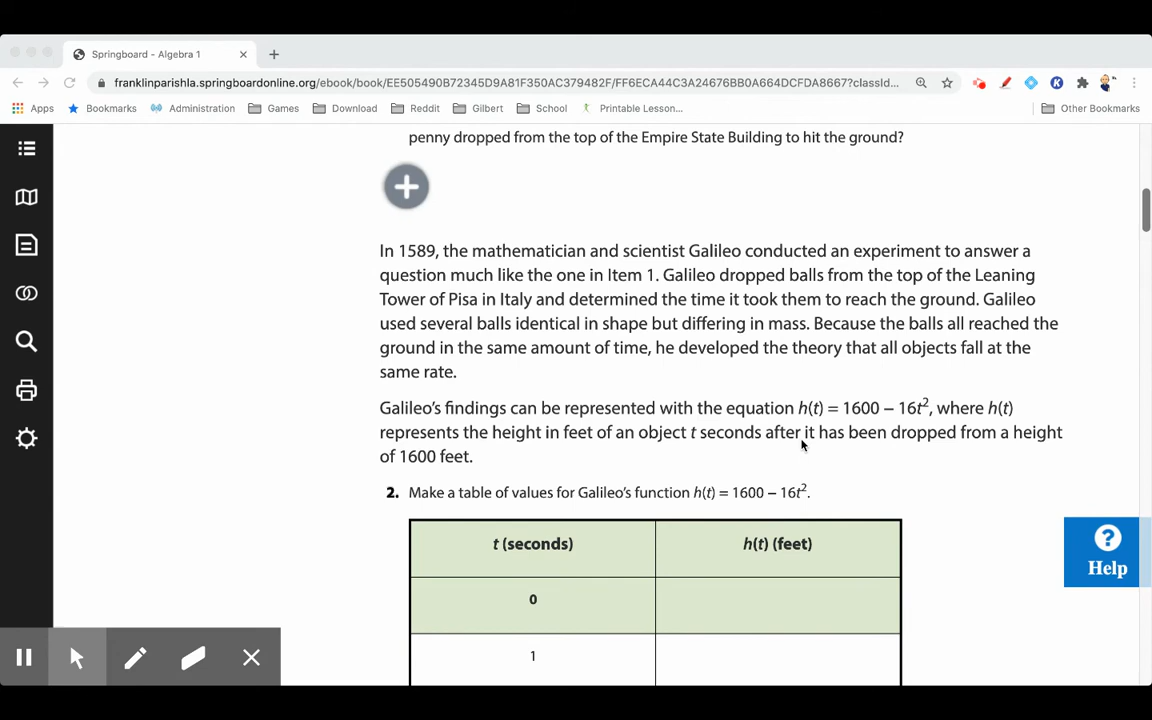 Springboard - Algebra 1
franklinparishla.springboardonline.org/ebook/book/EE505490B72345D9A81F350AC379482F/FF6ECA44C3A24676BB0A664DCFDA8667?classId...
Apps Bookmarks Administration Games Download Reddit Gilbert School Printable Lesson... Other Bookmarks
penny dropped from the top of the Empire State Building to hit the ground?
In 1589, the mathematician and scientist Galileo conducted an experiment to answer a
question much like the one in Item 1. Galileo dropped balls from the top of the Leaning
Tower of Pisa in Italy and determined the time it took them to reach the ground. Galileo
used several balls identical in shape but differing in mass. Because the balls all reached the
ground in the same amount of time, he developed the theory that all objects fall at the
same rate.
Galileo's findings can be represented with the equation h(t) = 1600 – 16t², where h(t)
represents the height in feet of an object t seconds after it has been dropped from a height
of 1600 feet.
2. Make a table of values for Galileo's function h(t) = 1600 – 16t².
t (seconds) h(t) (feet)
0
1
? Help